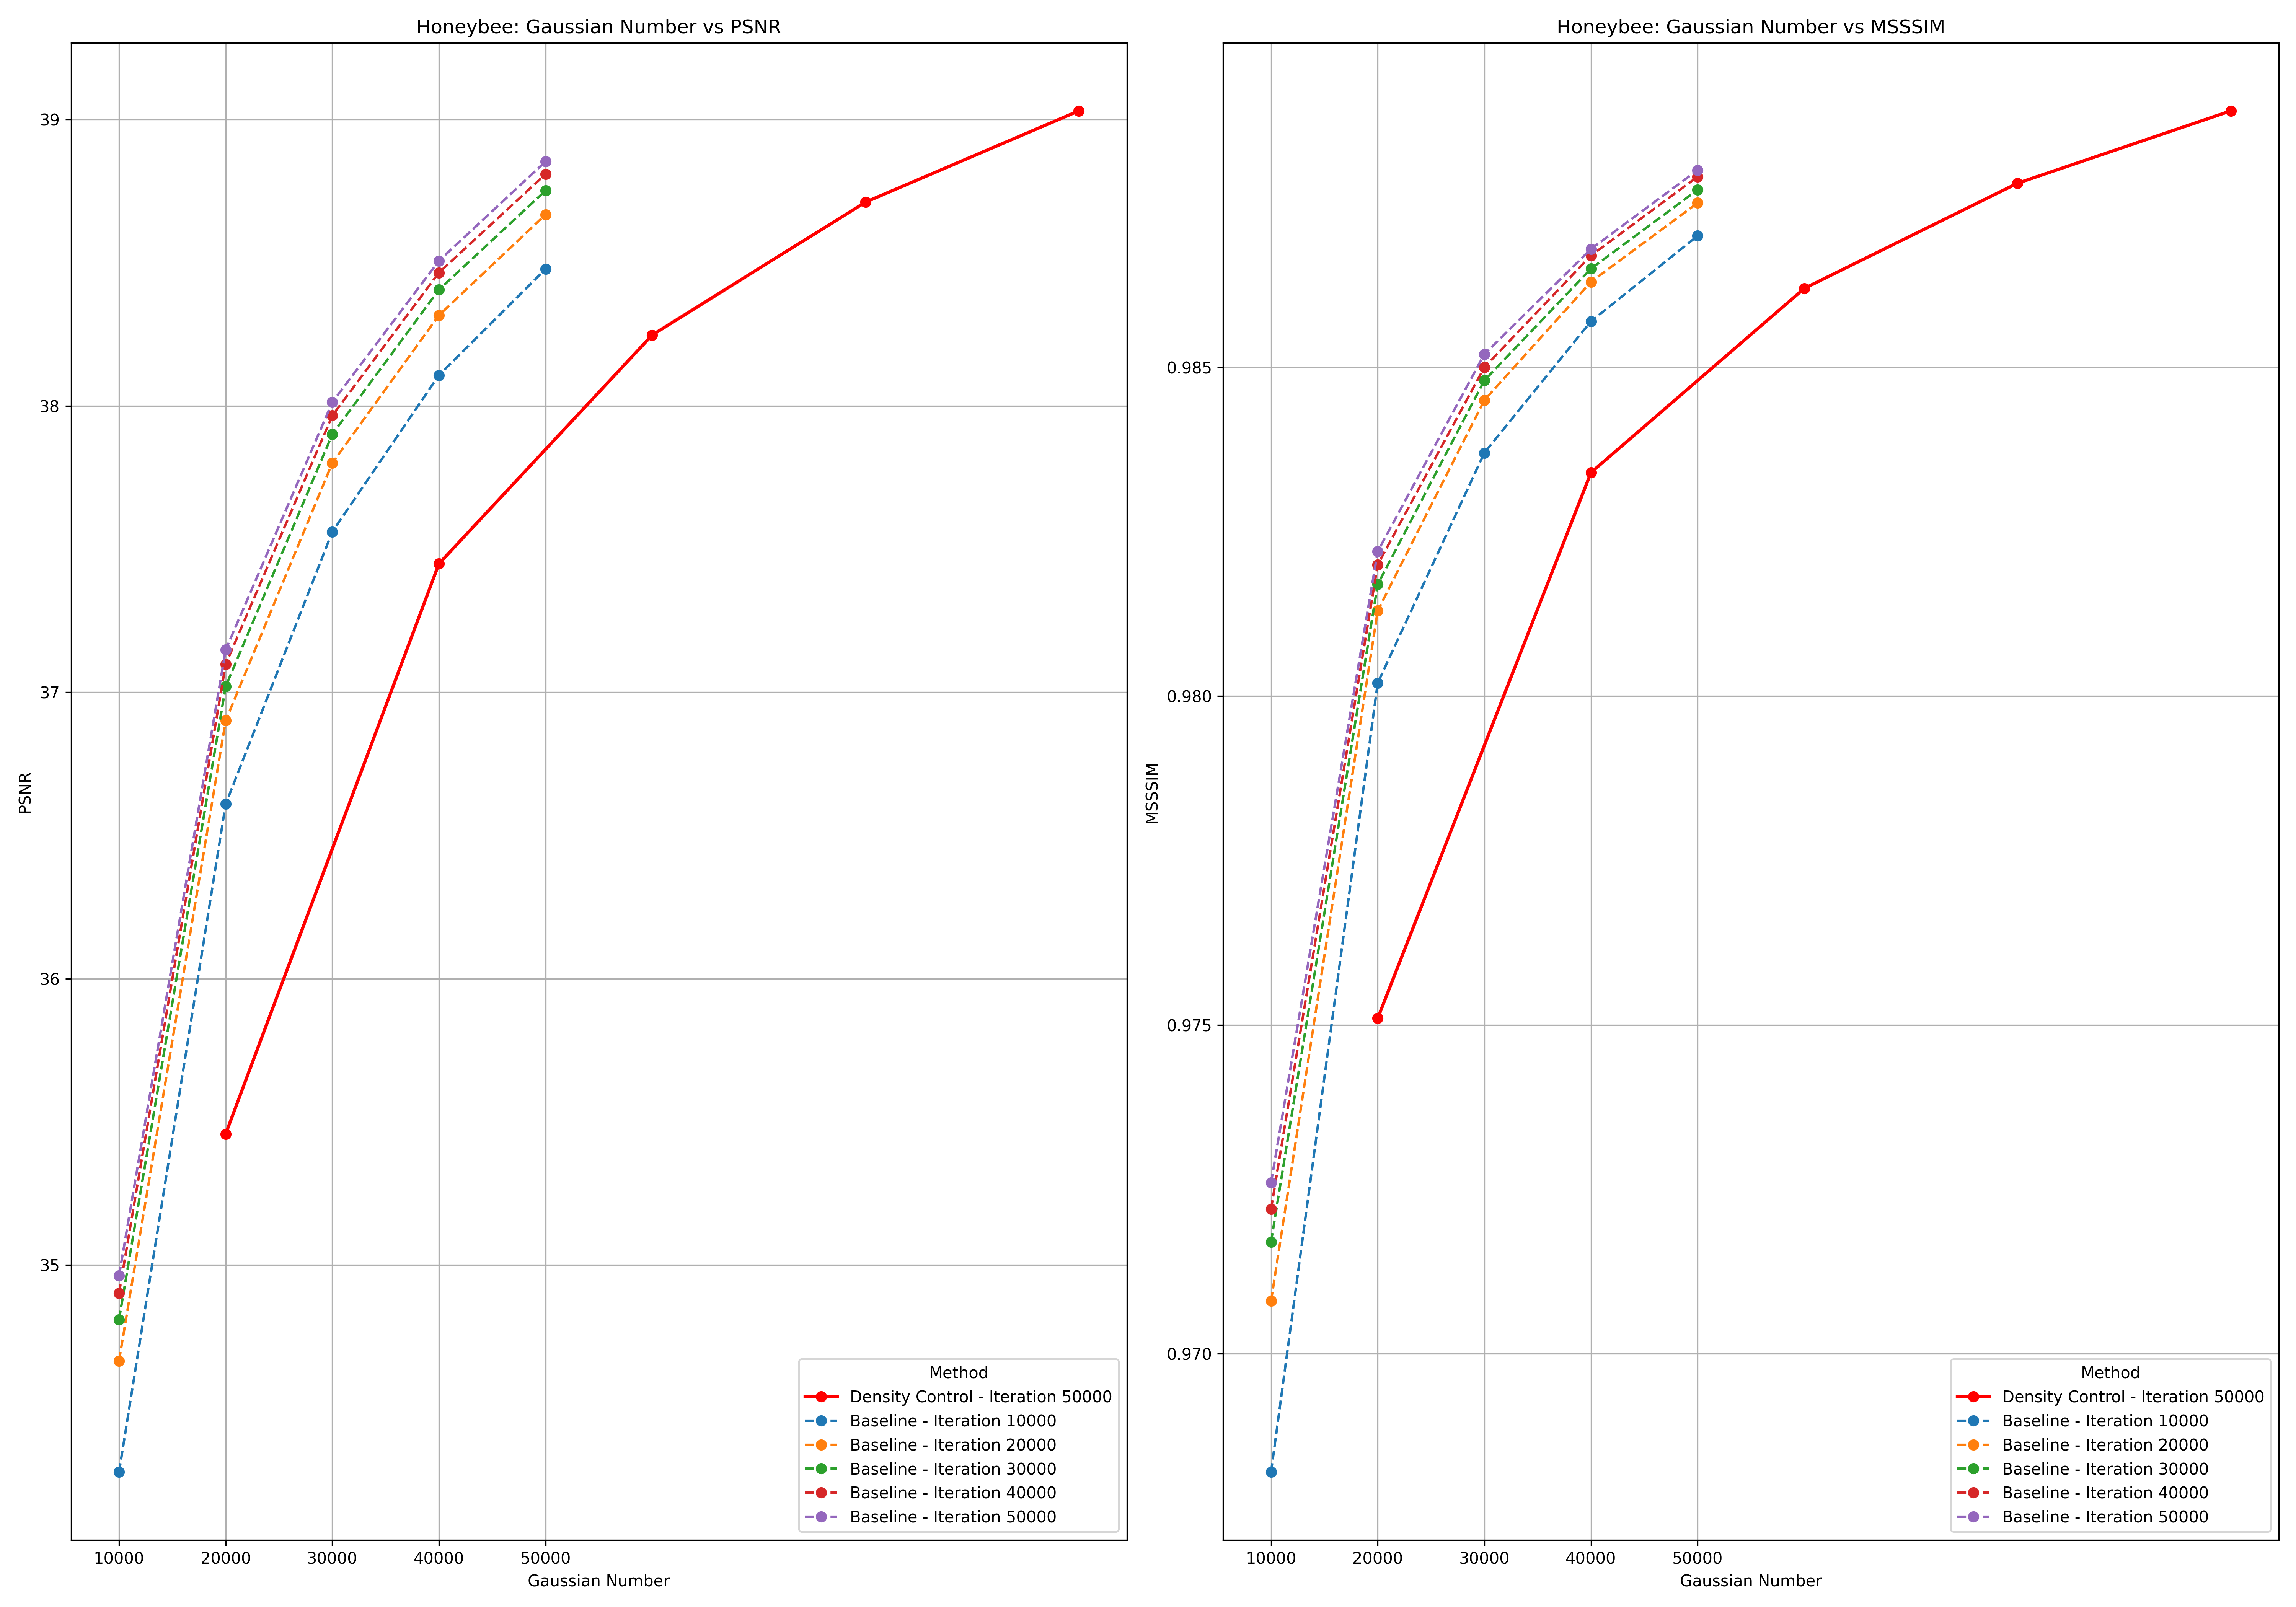 Honeybee: Gaussian Number vs PSNR
39
38
37
36
35
PSNR
10000 20000 30000 40000 50000
Gaussian Number
Method
Density Control - Iteration 50000
Baseline - Iteration 10000
Baseline - Iteration 20000
Baseline - Iteration 30000
Baseline - Iteration 40000
Baseline - Iteration 50000
Honeybee: Gaussian Number vs MSSSIM
0.985
0.980
0.975
0.970
MSSSIM
10000 20000 30000 40000 50000
Gaussian Number
Method
Density Control - Iteration 50000
Baseline - Iteration 10000
Baseline - Iteration 20000
Baseline - Iteration 30000
Baseline - Iteration 40000
Baseline - Iteration 50000